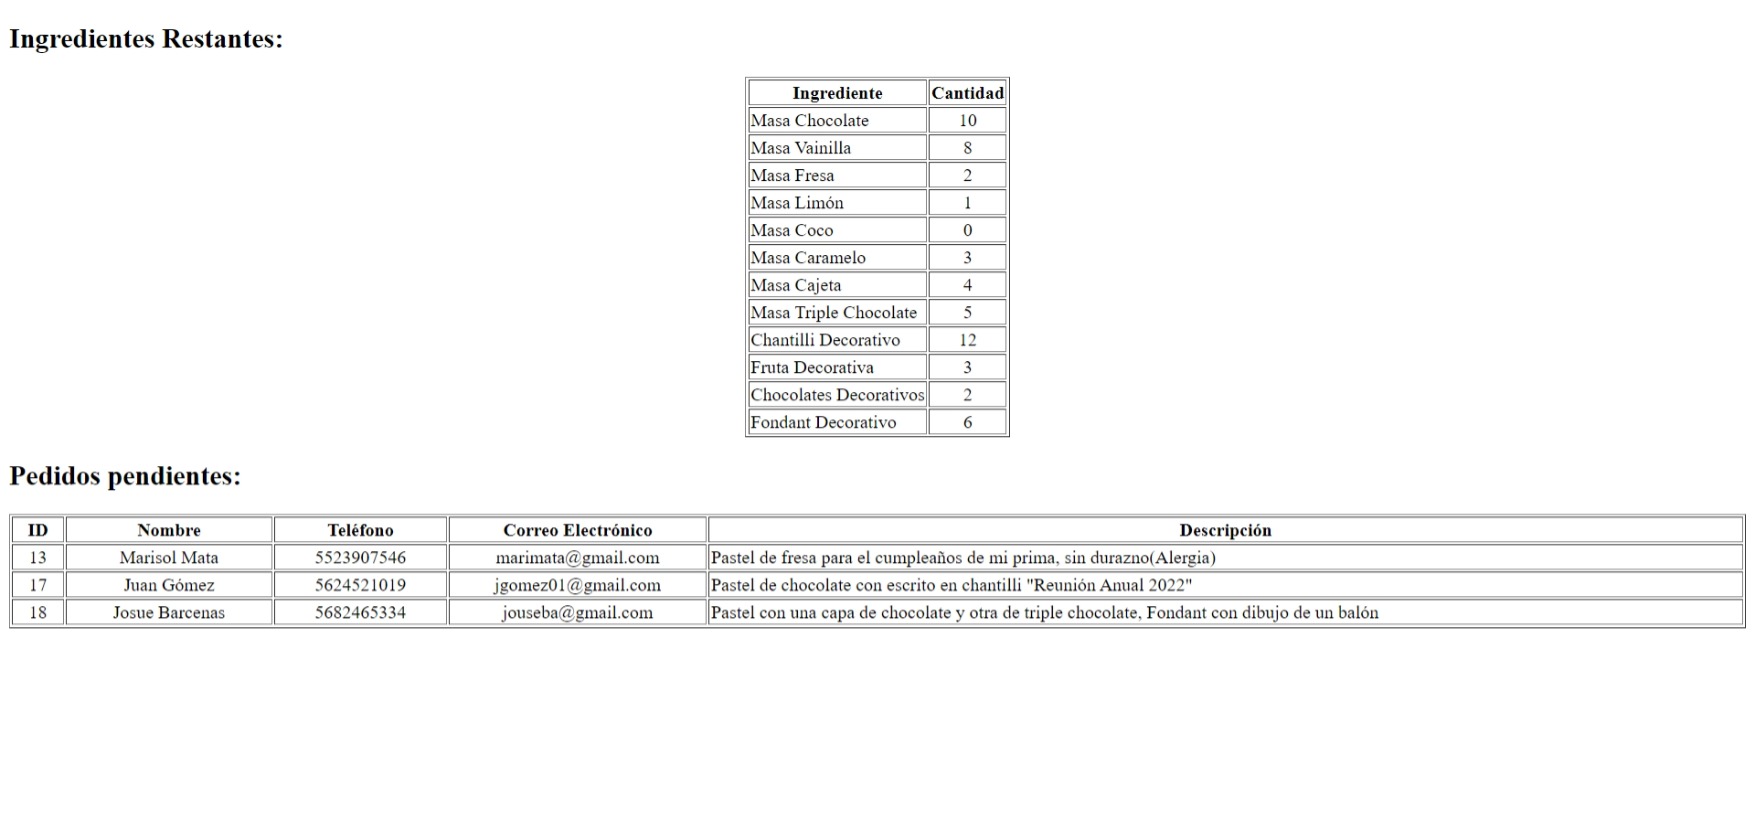 Ingredientes Restantes:
Ingrediente Cantidad
Masa Chocolate 10
Masa Vainilla 8
Masa Fresa 2
Masa Limón 1
Masa Coco 0
Masa Caramelo 3
Masa Cajeta 4
Masa Triple Chocolate 5
Chantilli Decorativo 12
Fruta Decorativa 3
Chocolates Decorativos 2
Fondant Decorativo 6
Pedidos pendientes:
ID Nombre Teléfono Correo Electrónico Descripción
13 Marisol Mata 5523907546 marimata@gmail.com Pastel de fresa para el cumpleaños de mi prima, sin durazno(Alergia)
17 Juan Gómez 5624521019 jgomez01@gmail.com Pastel de chocolate con escrito en chantilli "Reunión Anual 2022"
18 Josue Barcenas 5682465334 jouseba@gmail.com Pastel con una capa de chocolate y otra de triple chocolate, Fondant con dibujo de un balón